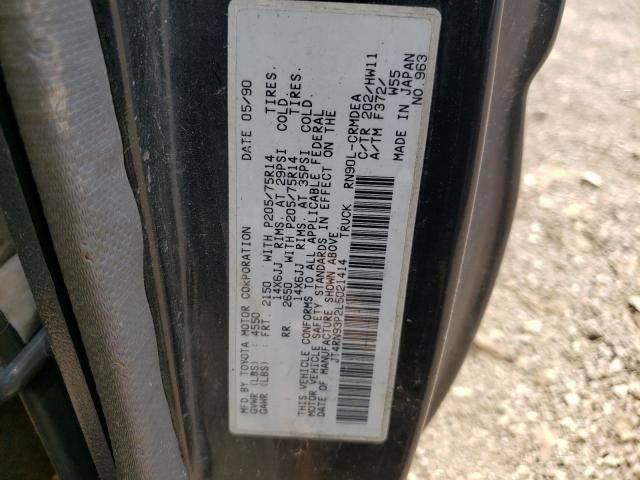 MFD. BY TOYOTA MOTOR CORPORATION DATE 05/90
GVWR (LBS) : 4550
GAWR (LBS) FRT. 2150 WITH P205/75R14 TIRES.
14X6JJ RIMS. AT 29PSI COLD.
RR. 2650 WITH P205/75R14 TIRES.
14X6JJ RIMS. AT 35PSI COLD.
THIS VEHICLE CONFORMS TO ALL APPLICABLE FEDERAL
MOTOR VEHICLE SAFETY STANDARDS IN EFFECT ON THE
DATE OF MANUFACTURE SHOWN ABOVE.
JT4RN93P2L5021414 TRUCK RN90L-CRMDEA
C/TR 202/HW11
A/TM F372/
W55
MADE IN JAPAN
NO.963